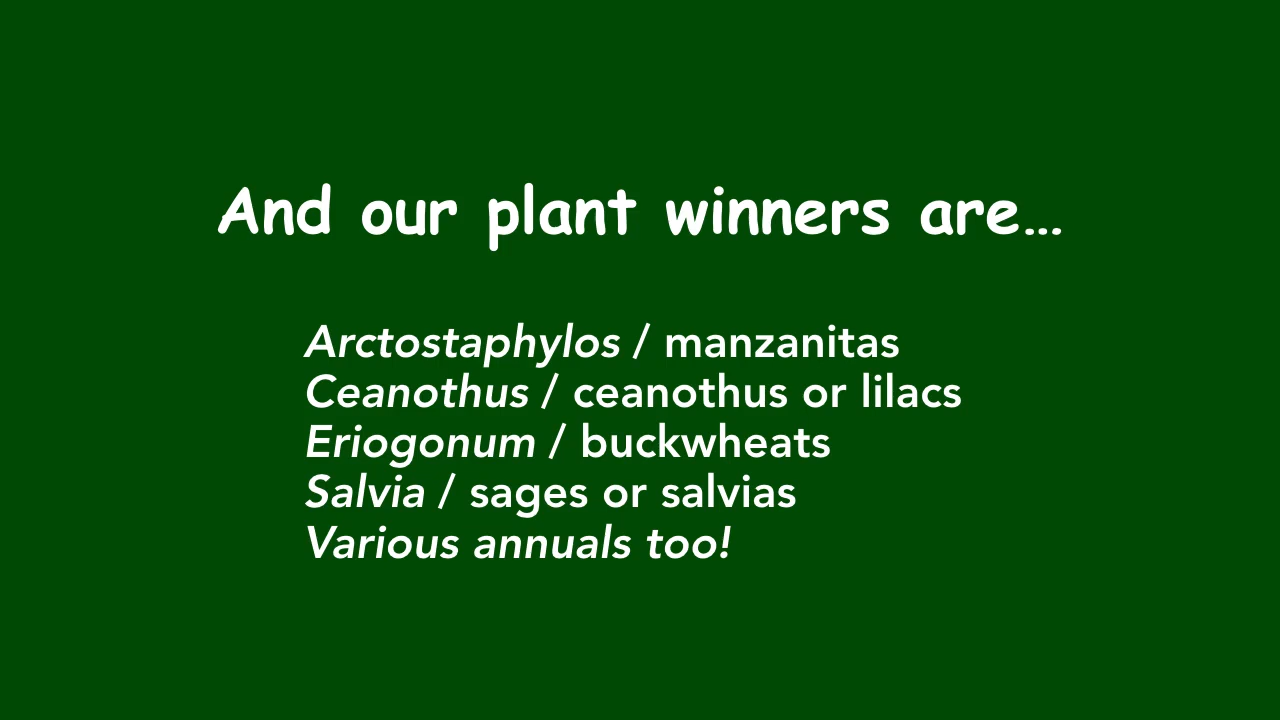 And our plant winners are…
Arctostaphylos / manzanitas
Ceanothus / ceanothus or lilacs
Eriogonum / buckwheats
Salvia / sages or salvias
Various annuals too!